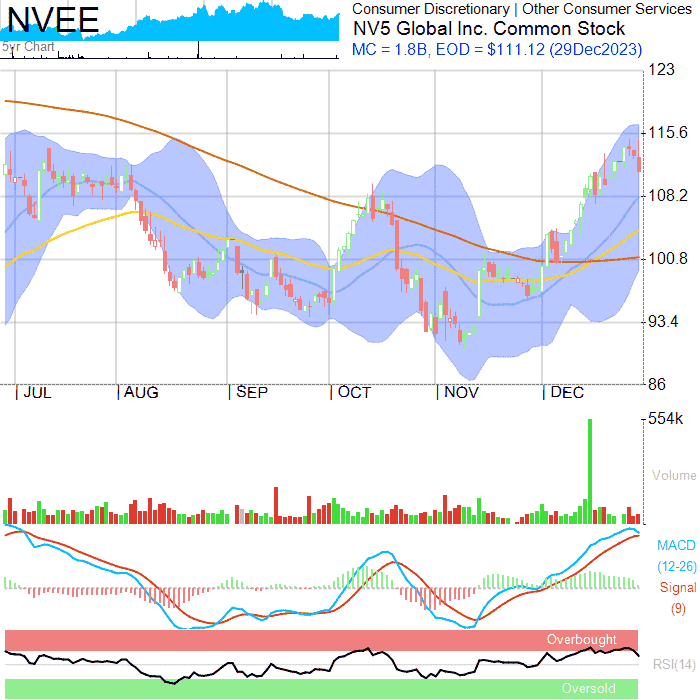 NVEE
5yr Chart
Consumer Discretionary | Other Consumer Services
NV5 Global Inc. Common Stock
MC = 1.8B, EOD = $111.12 (29Dec2023)
123
115.6
108.2
100.8
93.4
86
| JUL | AUG | SEP | OCT | NOV | DEC
554k
Volume
MACD
(12-26)
Signal
(9)
Overbought
RSI(14)
Oversold